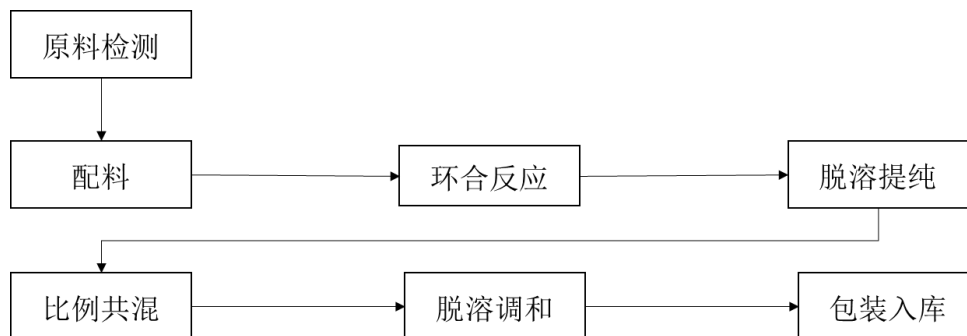 原料检测
配料
环合反应
脱溶提纯
比例共混
脱溶调和
包装入库